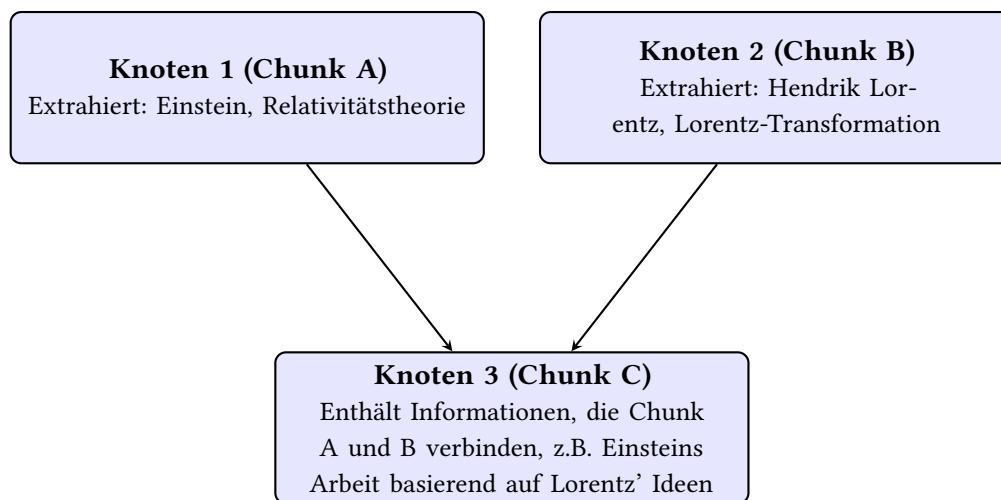 Knoten 1 (Chunk A)
Extrahiert: Einstein, Relativitätstheorie
Knoten 2 (Chunk B)
Extrahiert: Hendrik Lor-
entz, Lorentz-Transformation
Knoten 3 (Chunk C)
Enthält Informationen, die Chunk
A und B verbinden, z.B. Einsteins
Arbeit basierend auf Lorentz’ Ideen